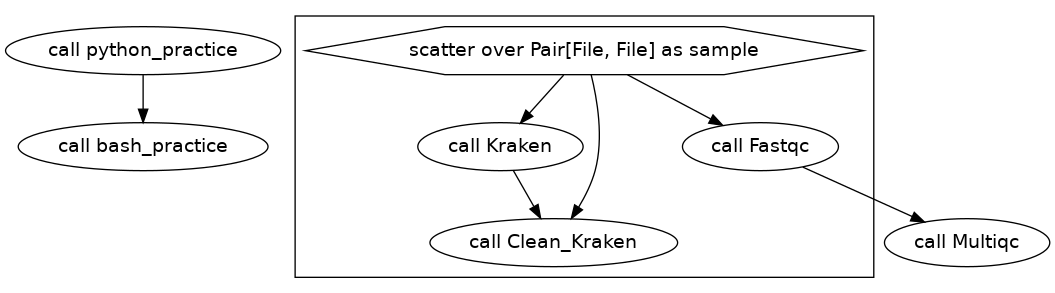 call python_practice
scatter over Pair[File, File] as sample
call bash_practice
call Kraken
call Fastqc
call Clean_Kraken
call Multiqc